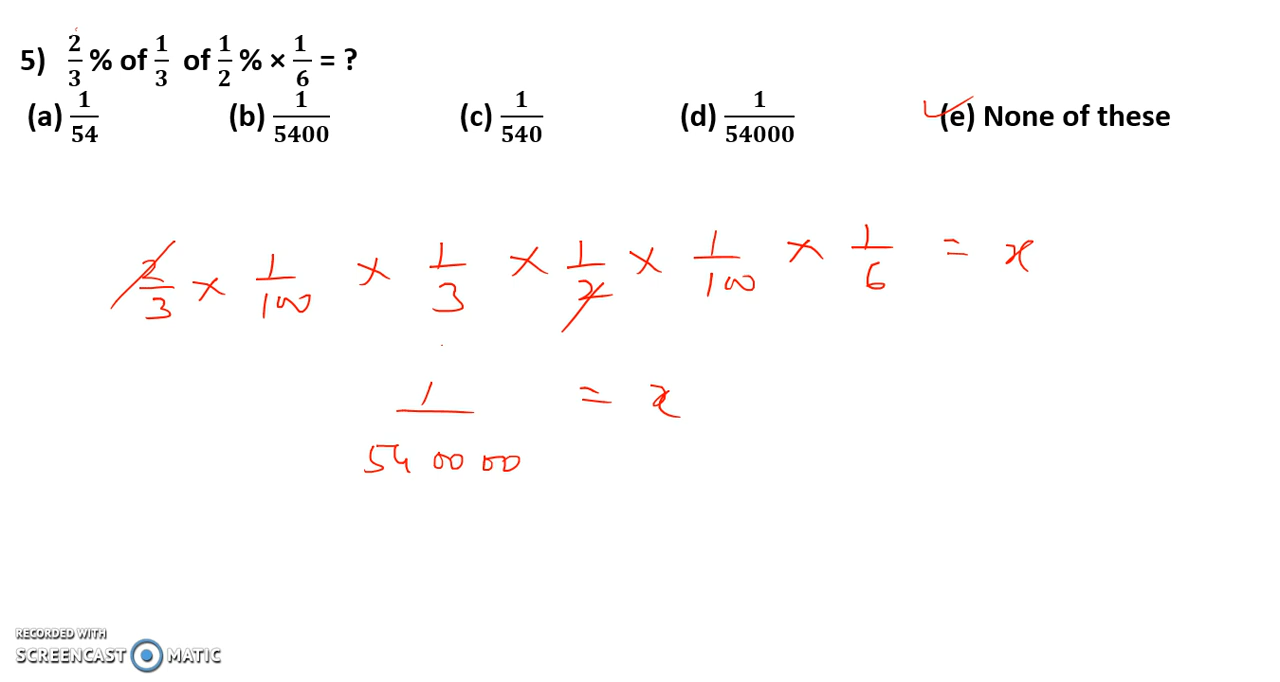 5) 2/3 % of 1/3 of 1/2 % × 1/6 = ?
(a) 1/54 (b) 1/5400 (c) 1/540 (d) 1/54000 (e) None of these
2/3 × 1/100 × 1/3 × 1/2 × 1/100 × 1/6 = x
1/540000 = x
RECORDED WITH
SCREENCAST MATIC